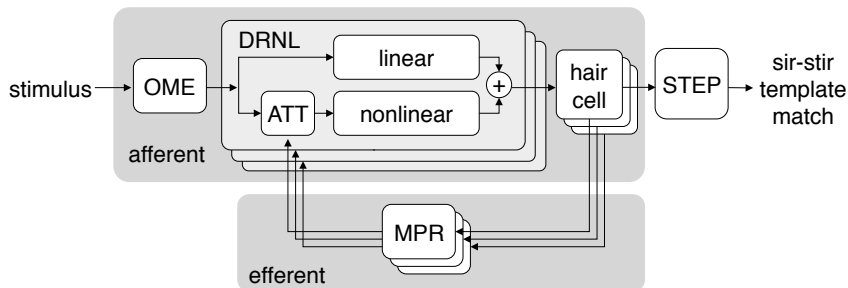 DRNL
linear
stimulus
OME
ATT
nonlinear
+
hair
cell
STEP
sir-stir
template
match
afferent
MPR
efferent